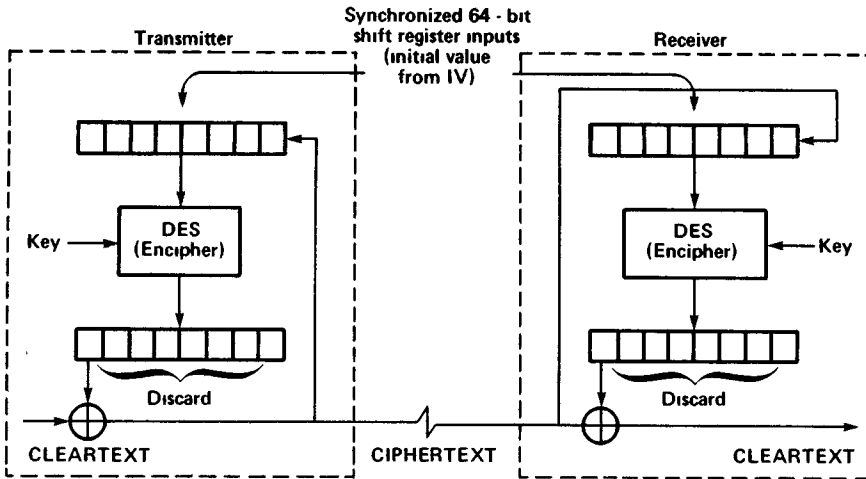 Synchronized 64 - bit
shift register inputs
(initial value
from IV)
Transmitter
Receiver
Key
DES
(Encipher)
DES
(Encipher)
Key
Discard
Discard
CLEARTEXT
CIPHERTEXT
CLEARTEXT